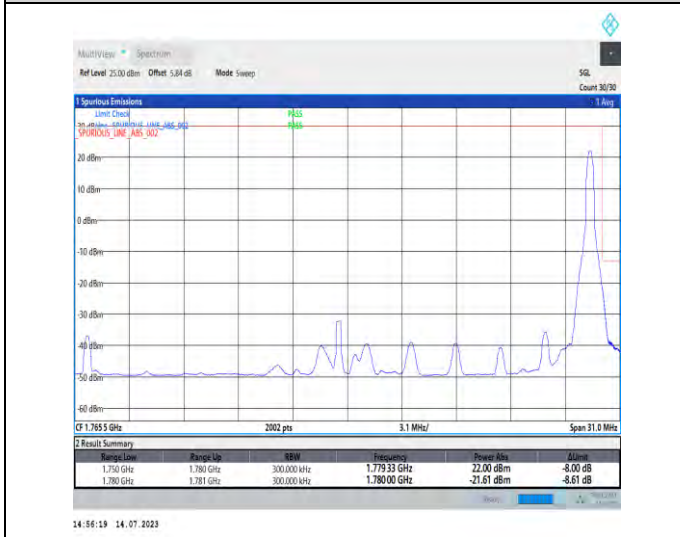 MultiView Spectrum
Ref Level 25.00 dBm Offset 5.84 dB Mode Sweep SGL
Count 30/30
1 Spurious Emissions 1 Avg
Limit Check PASS
SPURIOUS_LINE_ABS_002 PASS
SPURIOUS_LINE_ABS_002
20 dBm
10 dBm
0 dBm
-10 dBm
-20 dBm
-30 dBm
-40 dBm
-50 dBm
-60 dBm
CF 1.765 5 GHz 2002 pts 3.1 MHz/ Span 31.0 MHz
2 Result Summary
Range Low Range Up RBW Frequency Power Abs ΔLimit
1.750 GHz 1.780 GHz 300.000 kHz 1.779 33 GHz 22.00 dBm -8.00 dB
1.780 GHz 1.781 GHz 300.000 kHz 1.780 00 GHz -21.61 dBm -8.61 dB
14:56:19 14.07.2023